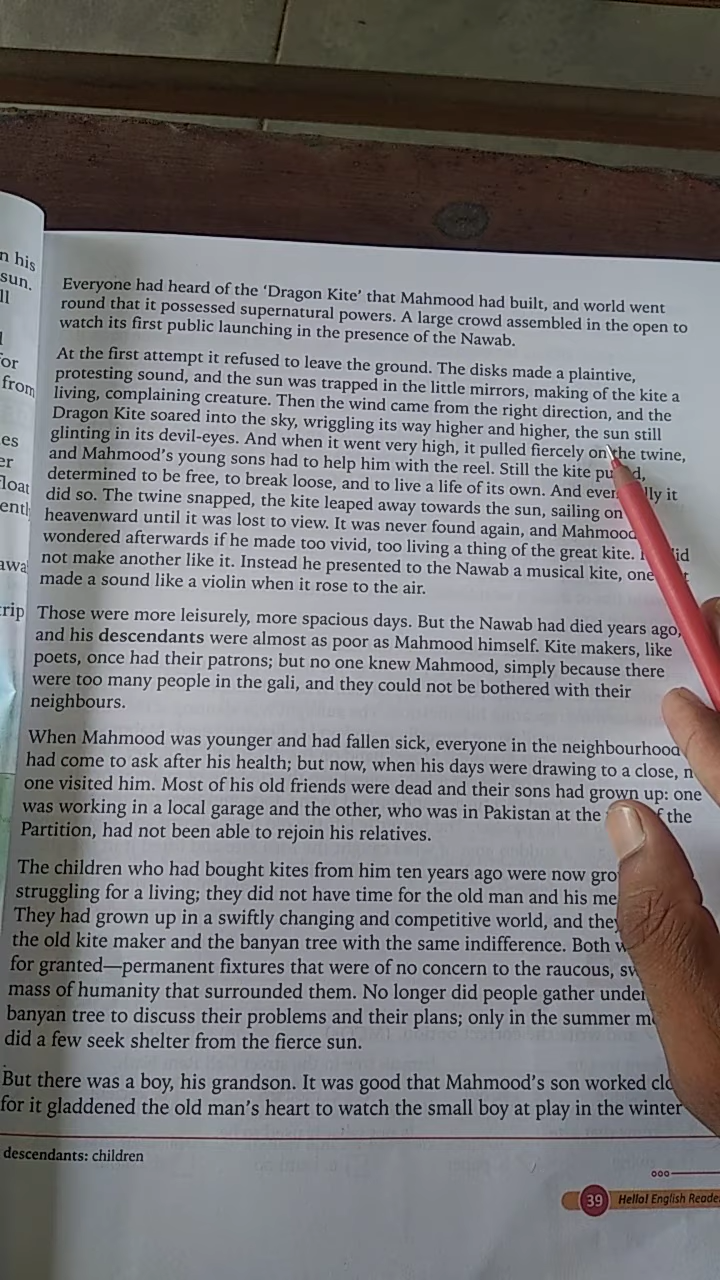 n his
sun.
ll
for
from
es
er
float
ently
awa
trip
Everyone had heard of the 'Dragon Kite' that Mahmood had built, and world went
round that it possessed supernatural powers. A large crowd assembled in the open to
watch its first public launching in the presence of the Nawab.
At the first attempt it refused to leave the ground. The disks made a plaintive,
protesting sound, and the sun was trapped in the little mirrors, making of the kite a
living, complaining creature. Then the wind came from the right direction, and the
Dragon Kite soared into the sky, wriggling its way higher and higher, the sun still
glinting in its devil-eyes. And when it went very high, it pulled fiercely on the twine,
and Mahmood's young sons had to help him with the reel. Still the kite pu d,
determined to be free, to break loose, and to live a life of its own. And even lly it
did so. The twine snapped, the kite leaped away towards the sun, sailing on
heavenward until it was lost to view. It was never found again, and Mahmood
wondered afterwards if he made too vivid, too living a thing of the great kite. id
not make another like it. Instead he presented to the Nawab a musical kite, one t
made a sound like a violin when it rose to the air.
Those were more leisurely, more spacious days. But the Nawab had died years ago,
and his descendants were almost as poor as Mahmood himself. Kite makers, like
poets, once had their patrons; but no one knew Mahmood, simply because there
were too many people in the gali, and they could not be bothered with their
neighbours.
When Mahmood was younger and had fallen sick, everyone in the neighbourhood
had come to ask after his health; but now, when his days were drawing to a close, n
one visited him. Most of his old friends were dead and their sons had grown up: one
was working in a local garage and the other, who was in Pakistan at the f the
Partition, had not been able to rejoin his relatives.
The children who had bought kites from him ten years ago were now gro
struggling for a living; they did not have time for the old man and his me
They had grown up in a swiftly changing and competitive world, and they
the old kite maker and the banyan tree with the same indifference. Both w
for granted—permanent fixtures that were of no concern to the raucous, sw
mass of humanity that surrounded them. No longer did people gather under
banyan tree to discuss their problems and their plans; only in the summer m
did a few seek shelter from the fierce sun.
But there was a boy, his grandson. It was good that Mahmood's son worked clo
for it gladdened the old man's heart to watch the small boy at play in the winter
descendants: children
39 Hello! English Reade